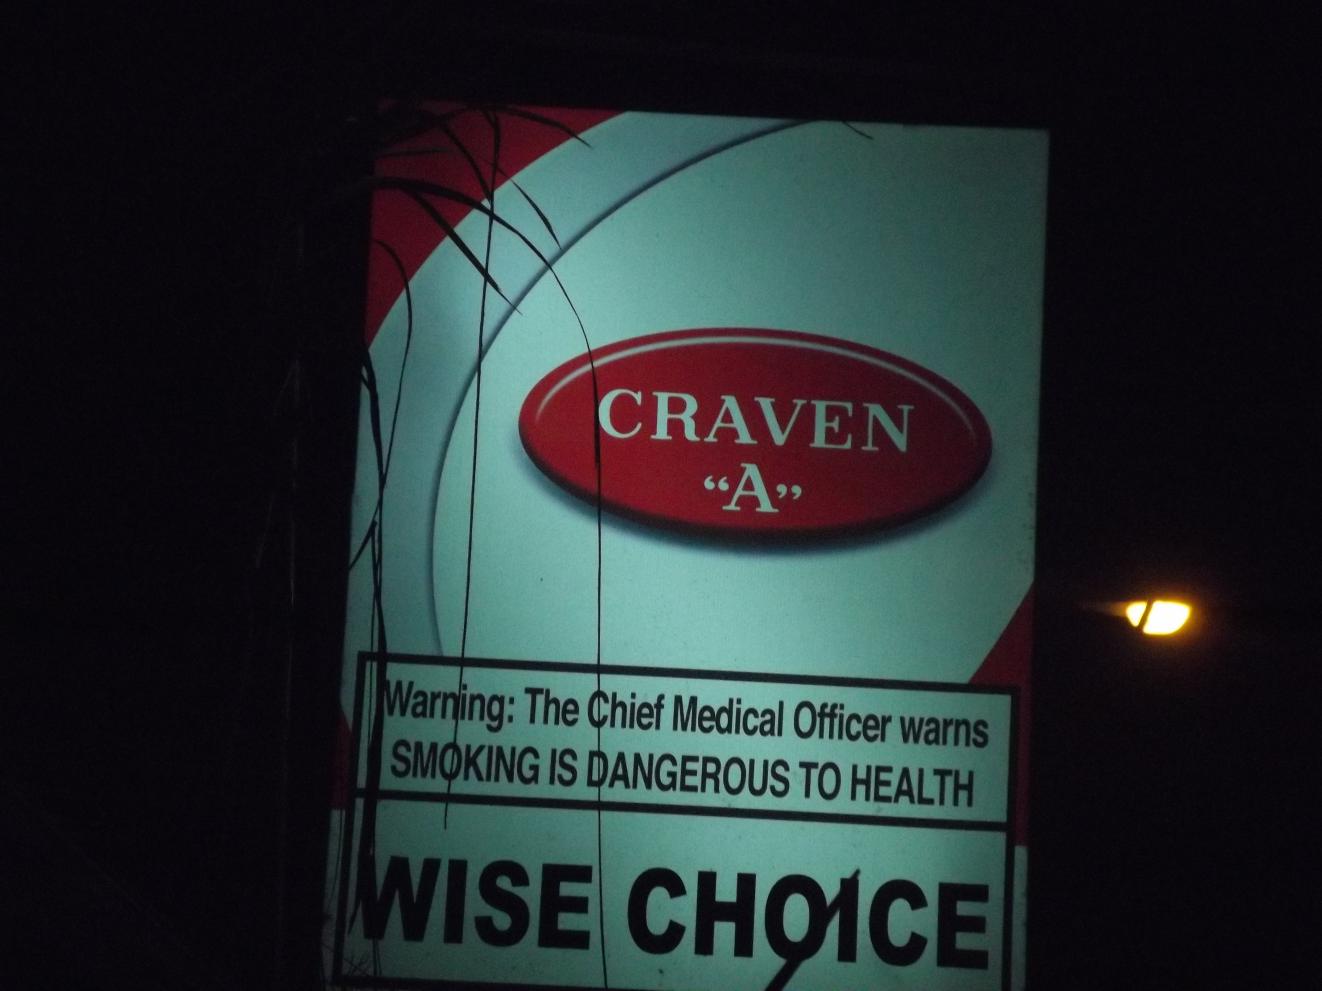 CRAVEN
“A”
Warning: The Chief Medical Officer warns
SMOKING IS DANGEROUS TO HEALTH
WISE CHOICE